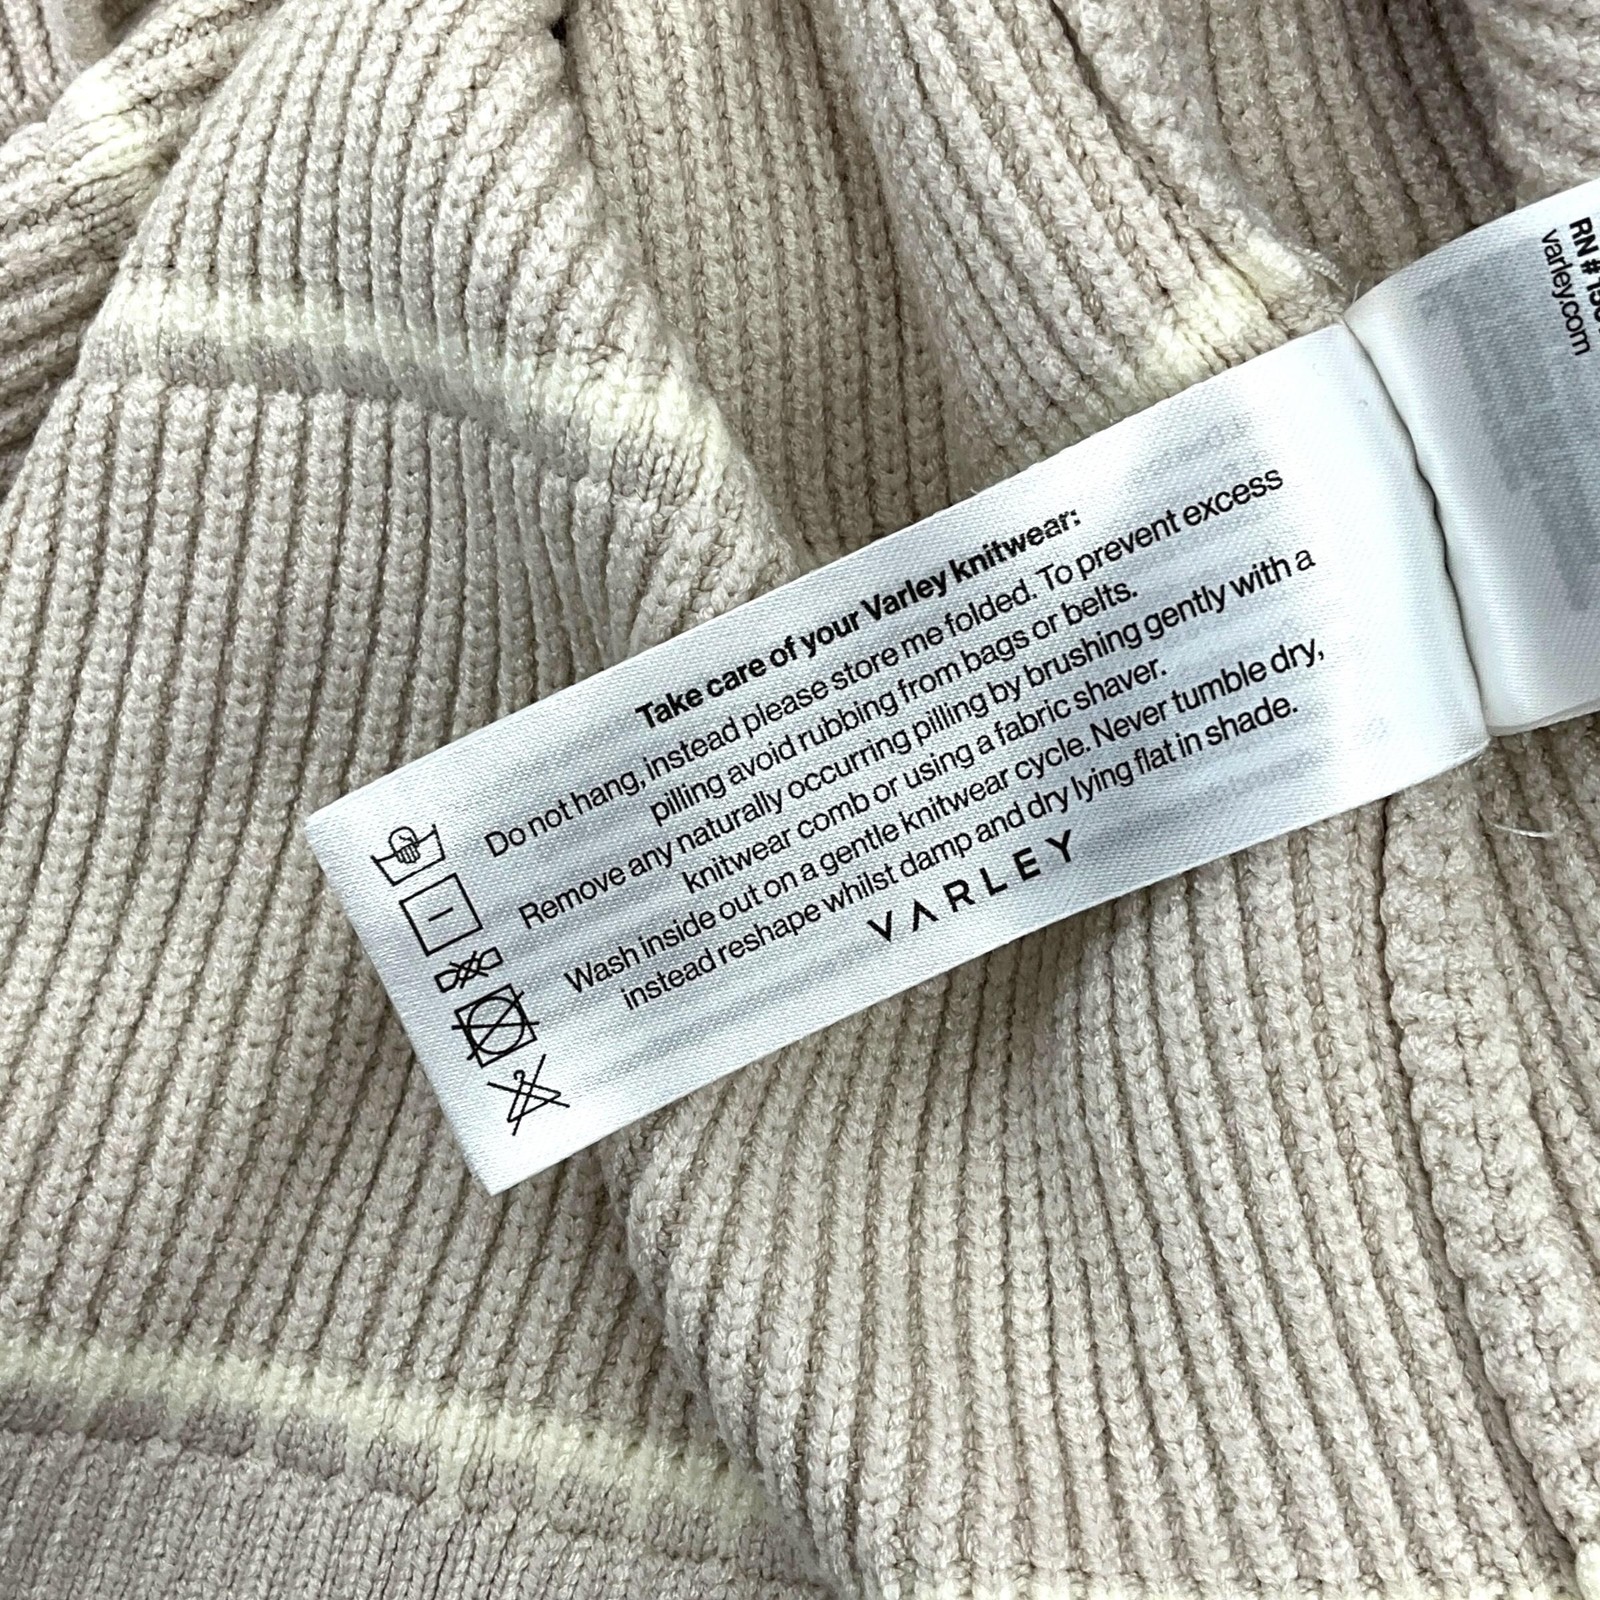 Take care of your Varley knitwear:
Do not hang, instead please store me folded. To prevent excess
pilling avoid rubbing from bags or belts.
Remove any naturally occurring pilling by brushing gently with a
knitwear comb or using a fabric shaver.
Wash inside out on a gentle knitwear cycle. Never tumble dry,
instead reshape whilst damp and dry lying flat in shade.
VARLEY
RN #
varley.com